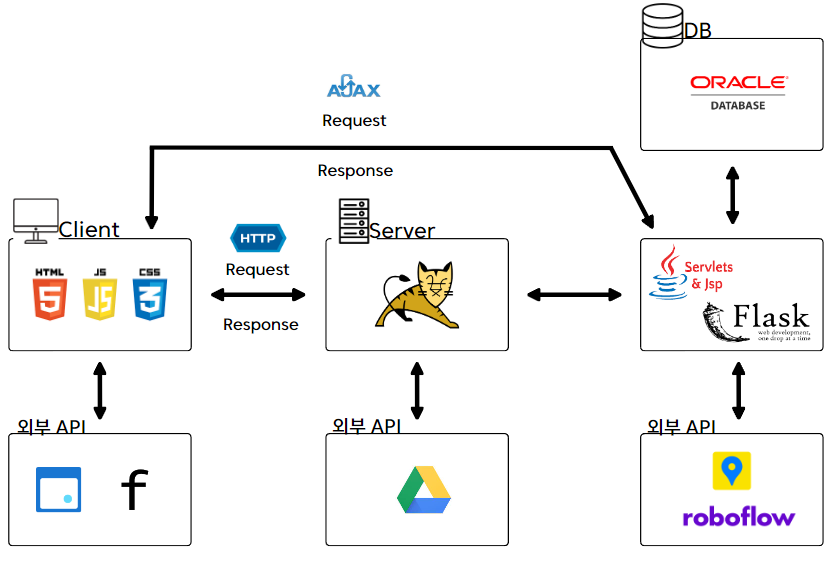 DB
ORACLE
DATABASE
AJAX
Request
Response
Client
HTTP
Request
Response
Server
HTML
5
JS
JS
CSS
3
Servlets
& Jsp
Flask
web development,
one drop at a time
외부 API
f
외부 API
외부 API
roboflow